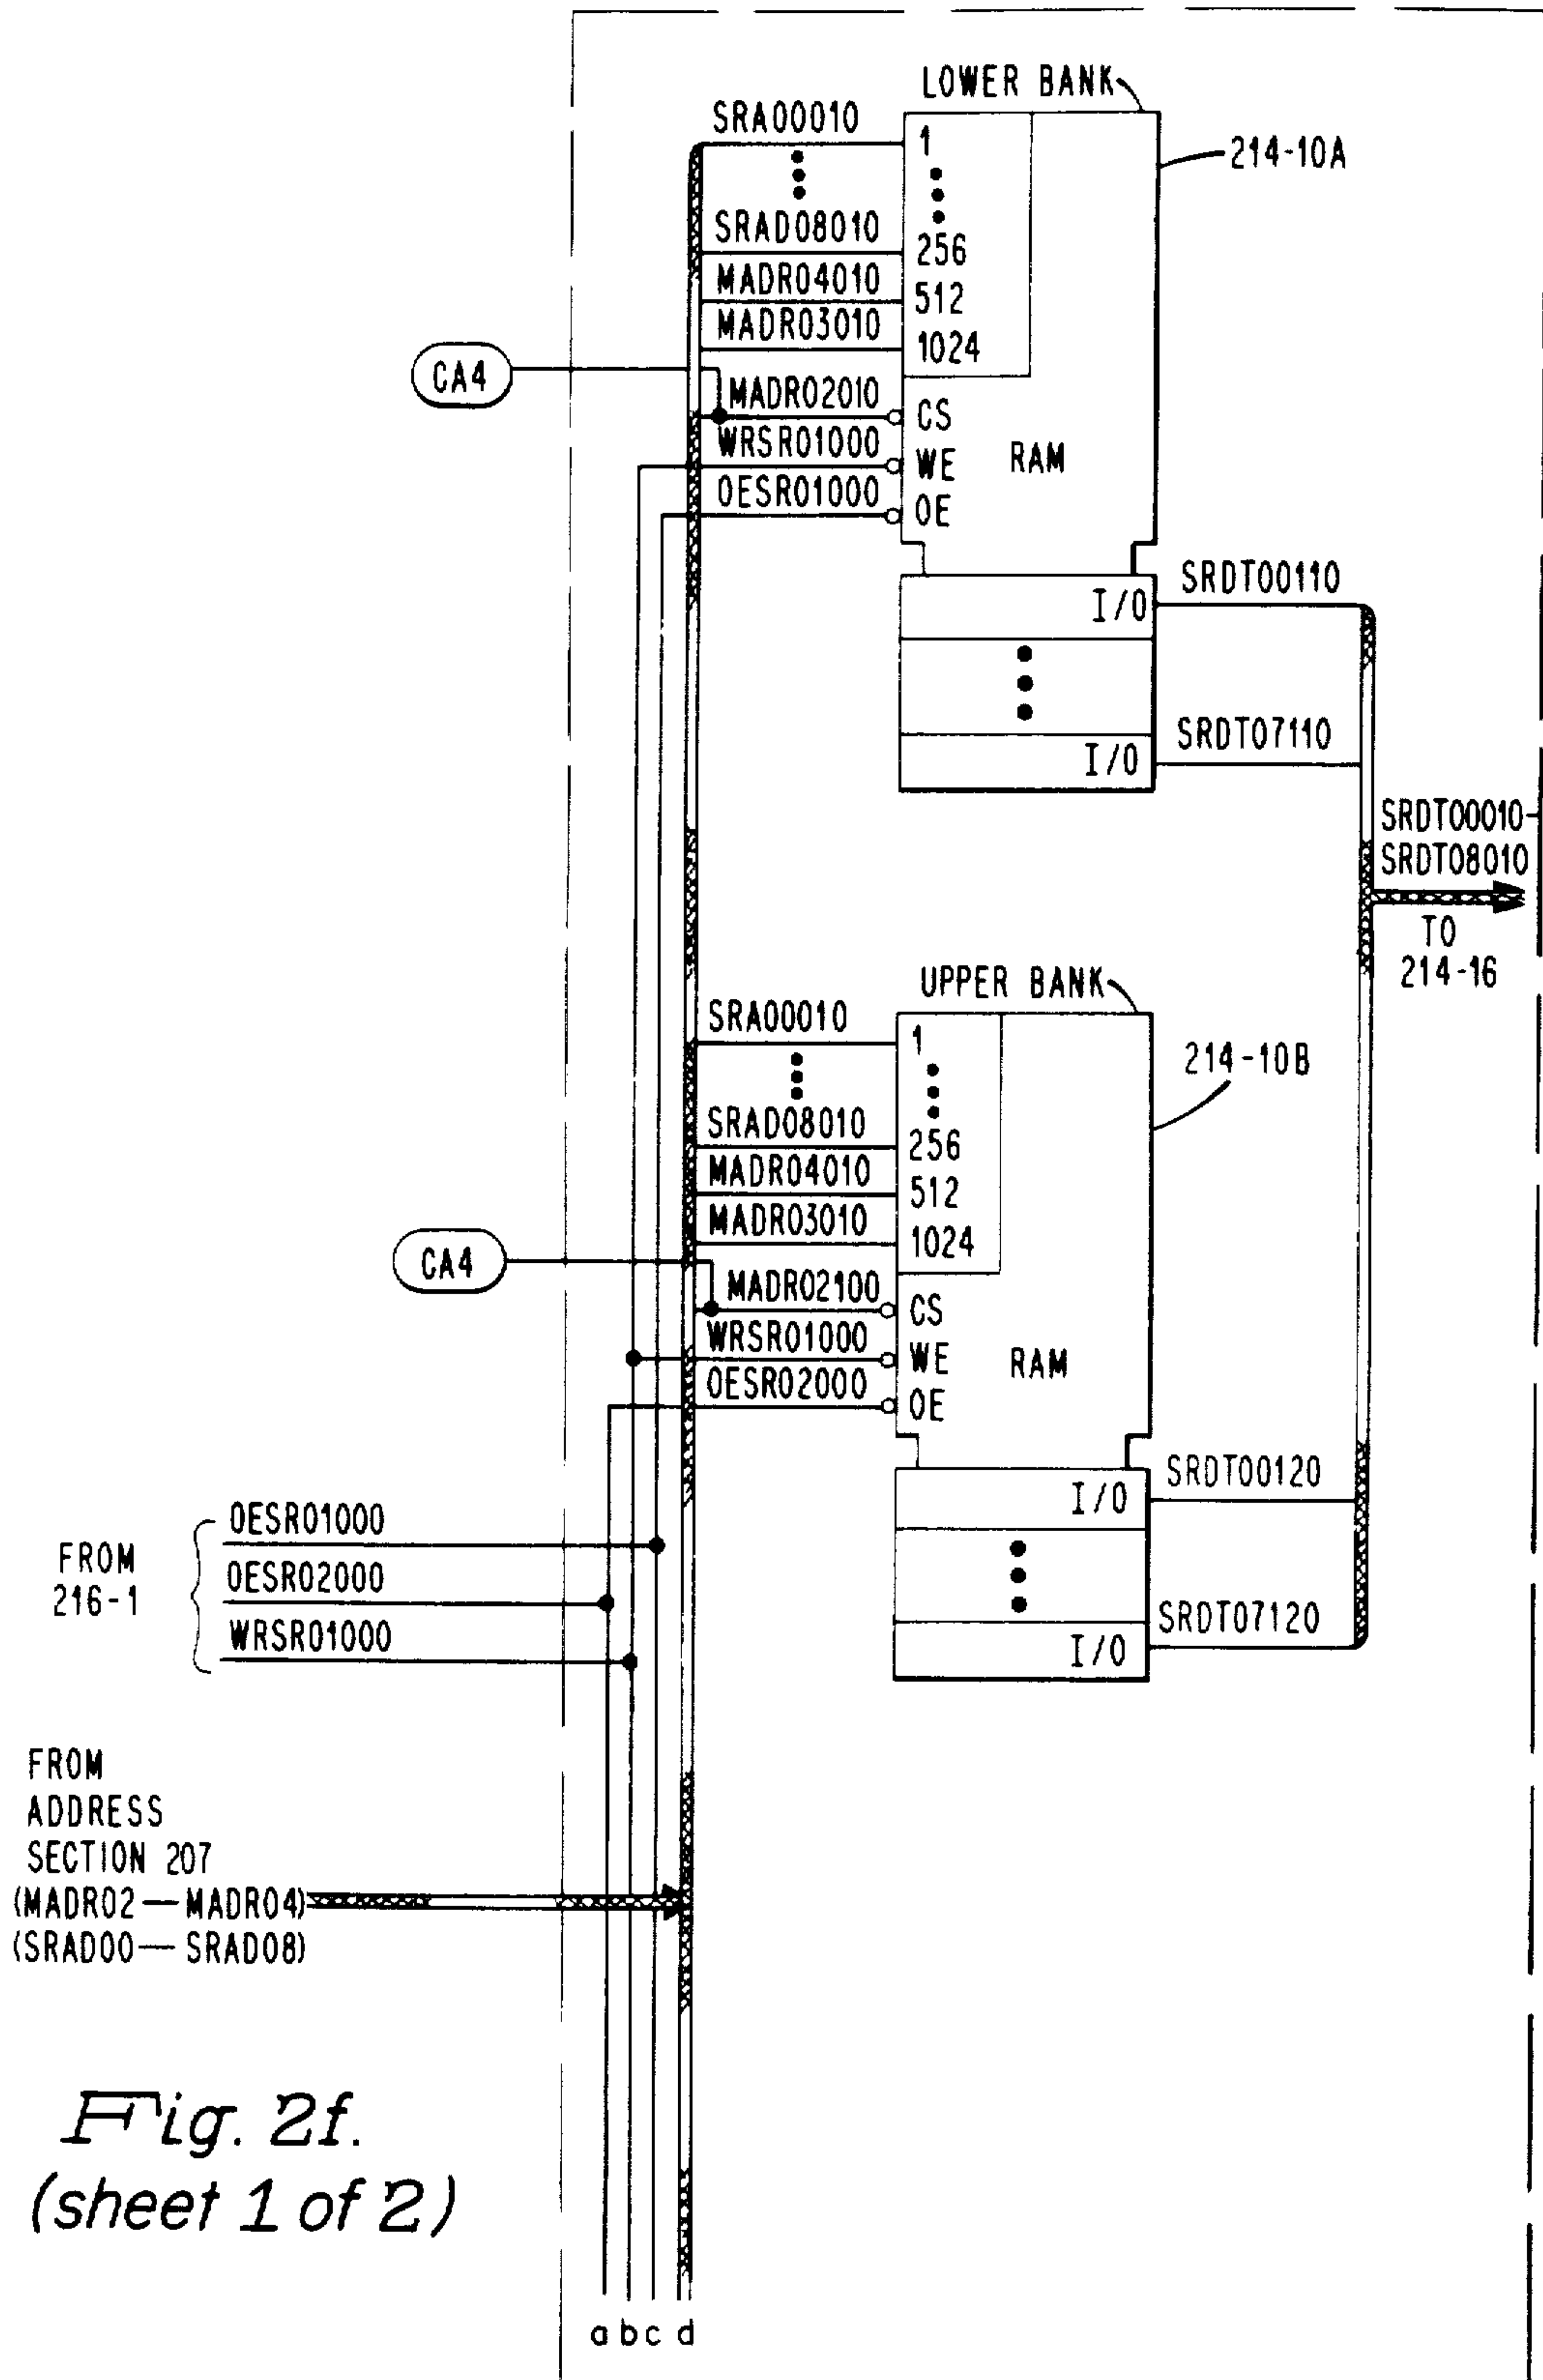 LOWER BANK
SRA00010
1
214-10A
SRAD08010
256
MADR04010
512
MADR03010
1024
CA4
MADR02010
CS
WRSR01000
WE
RAM
OESR01000
OE
I/O
SRDT00110
I/O
SRDT07110
SRDT00010-
SRDT08010
TO
214-16
UPPER BANK
SRA00010
1
214-10B
SRAD08010
256
MADR04010
512
MADR03010
1024
CA4
MADR02100
CS
WRSR01000
WE
RAM
OESR02000
OE
I/O
SRDT00120
I/O
SRDT07120
FROM
216-1
OESR01000
OESR02000
WRSR01000
FROM
ADDRESS
SECTION 207
(MADR02—MADR04)
(SRAD00—SRAD08)
Fig. 2f.
(sheet 1 of 2)
a b c d